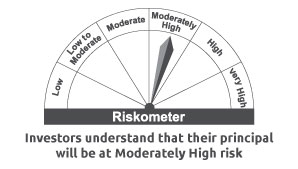 Low
Low to
Moderate
Moderate
Moderately
High
High
very High
Riskometer
Investors understand that their principal
will be at Moderately High risk